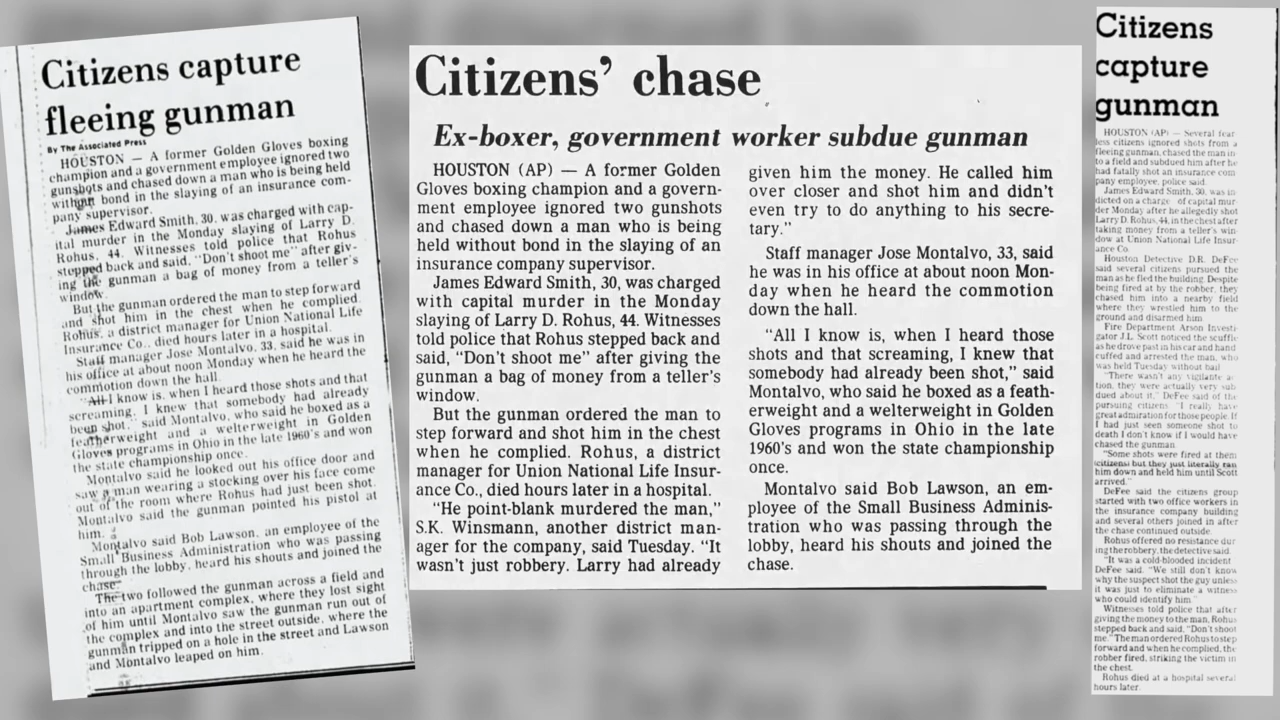 Citizens capture
fleeing gunman
By The Associated Press
HOUSTON — A former Golden Gloves boxing
champion and a government employee ignored two
gunshots and chased down a man who is being held
without bond in the slaying of an insurance com-
pany supervisor.
James Edward Smith, 30, was charged with cap-
ital murder in the Monday slaying of Larry D.
Rohus, 44. Witnesses told police that Rohus
stepped back and said, "Don't shoot me" after giv-
ing the gunman a bag of money from a teller's
window.
But the gunman ordered the man to step forward
and shot him in the chest when he complied.
Rohus, a district manager for Union National Life
Insurance Co., died hours later in a hospital.
Staff manager Jose Montalvo, 33, said he was in
his office at about noon Monday when he heard the
commotion down the hall.
"All I know is, when I heard those shots and that
screaming, I knew that somebody had already
been shot," said Montalvo, who said he boxed as a
featherweight and a welterweight in Golden
Gloves programs in Ohio in the late 1960's and won
the state championship once.
Montalvo said he looked out his office door and
saw a man wearing a stocking over his face come
out of the room where Rohus had just been shot.
Montalvo said the gunman pointed his pistol at
him.
Montalvo said Bob Lawson, an employee of the
Small Business Administration who was passing
through the lobby, heard his shouts and joined the
chase.
The two followed the gunman across a field and
into an apartment complex, where they lost sight
of him until Montalvo saw the gunman run out of
the complex and into the street outside, where the
gunman tripped on a hole in the street and Lawson
and Montalvo leaped on him.
Citizens' chase
Ex-boxer, government worker subdue gunman
HOUSTON (AP) — A former Golden
Gloves boxing champion and a govern-
ment employee ignored two gunshots
and chased down a man who is being
held without bond in the slaying of an
insurance company supervisor.
James Edward Smith, 30, was charged
with capital murder in the Monday
slaying of Larry D. Rohus, 44. Witnesses
told police that Rohus stepped back and
said, "Don't shoot me" after giving the
gunman a bag of money from a teller's
window.
But the gunman ordered the man to
step forward and shot him in the chest
when he complied. Rohus, a district
manager for Union National Life Insur-
ance Co., died hours later in a hospital.
"He point-blank murdered the man,"
S.K. Winsmann, another district man-
ager for the company, said Tuesday. "It
wasn't just robbery. Larry had already
given him the money. He called him
over closer and shot him and didn't
even try to do anything to his secre-
tary."
Staff manager Jose Montalvo, 33, said
he was in his office at about noon Mon-
day when he heard the commotion
down the hall.
"All I know is, when I heard those
shots and that screaming, I knew that
somebody had already been shot," said
Montalvo, who said he boxed as a feath-
erweight and a welterweight in Golden
Gloves programs in Ohio in the late
1960's and won the state championship
once.
Montalvo said Bob Lawson, an em-
ployee of the Small Business Adminis-
tration who was passing through the
lobby, heard his shouts and joined the
chase.
Citizens
capture
gunman
HOUSTON (AP) — Several fear
less citizens ignored shots from a
fleeing gunman, chased the man in
to a field and subdued him after he
had fatally shot an insurance com
pany employee, police said.
James Edward Smith, 30, was in
dicted on a charge of capital mur
der Monday after he allegedly shot
Larry D. Rohus, 44, in the chest after
taking money from a teller's win
dow at Union National Life Insur
ance Co.
Houston Detective D.R. DeFee
said several citizens pursued the
man as he fled the building. Despite
being fired at by the robber, they
chased him into a nearby field
where they wrestled him to the
ground and disarmed him
Fire Department Arson Investi
gator J.L. Scott noticed the scuffle
as he drove past in his car and hand
cuffed and arrested the man, who
was held Tuesday without bail
"There wasn't any vigilante a
tion, they were actually very sub
dued about it," DeFee said of the
pursuing citizens "I really have
great admiration for those people. If
I had just seen someone shot to
death I don't know if I would have
chased the gunman
"Some shots were fired at them
(citizens) but they just literally ran
him down and held him until Scott
arrived."
DeFee said the citizens group
started with two office workers in
the insurance company building
and several others joined in after
the chase continued outside.
Rohus offered no resistance dur
ing the robbery, the detective said
"It was a cold-blooded incident
DeFee said. "We still don't know
why the suspect shot the guy unless
it was just to eliminate a witness
who could identify him."
Witnesses told police that after
giving the money to the man, Rohus
stepped back and said, "Don't shoot
me." The man ordered Rohus to step
forward and when he complied, the
robber fired, striking the victim in
the chest.
Rohus died at a hospital several
hours later.